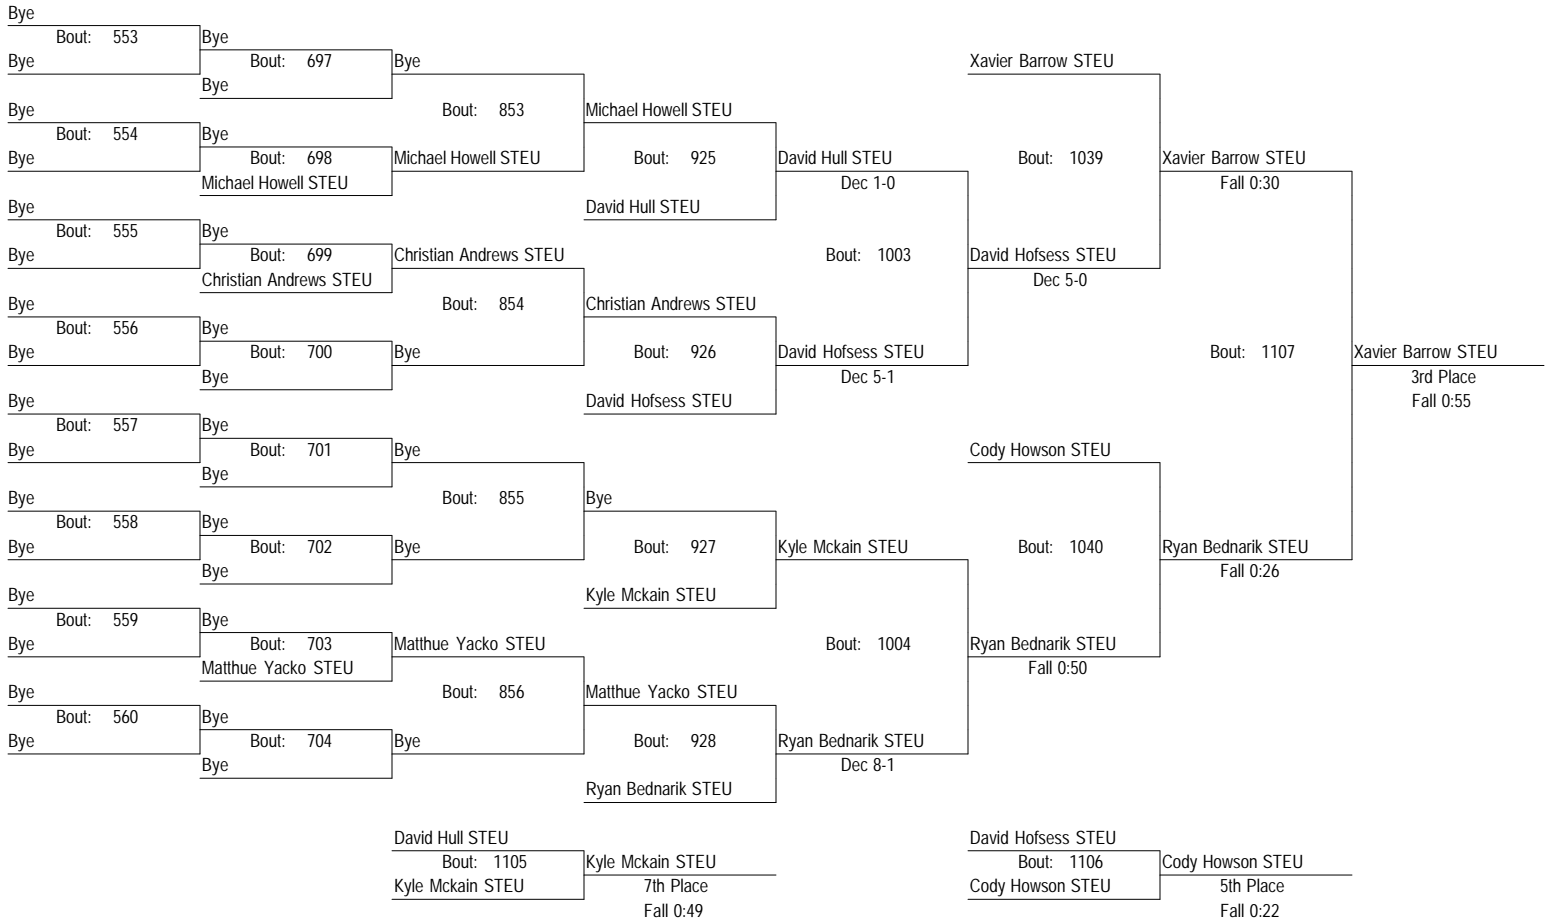 Bye
Bout: 553
Bye
Bye
Bout: 697
Bye
Bye
Bout: 554
Bye
Bye
Bout: 698
Michael Howell STEU
Bye
Bout: 853
Michael Howell STEU
Bye
Bout: 555
Bye
Bye
Bout: 699
Christian Andrews STEU
Bye
Bout: 556
Bye
Bye
Bout: 700
Bye
Christian Andrews STEU
Bout: 854
Bye
Michael Howell STEU
Bout: 925
David Hull STEU
Christian Andrews STEU
Bout: 926
David Hofsess STEU
David Hull STEU
Dec 1-0
Bout: 1003
David Hofsess STEU
Dec 5-1
Bye
Bout: 557
Bye
Bye
Bout: 701
Bye
Bye
Bout: 558
Bye
Bye
Bout: 702
Bye
Bye
Bout: 855
Bye
Bye
Bout: 559
Bye
Bye
Bout: 703
Matthue Yacko STEU
Bye
Bout: 560
Bye
Bye
Bout: 704
Bye
Matthue Yacko STEU
Bout: 856
Bye
Bye
Bout: 927
Kyle Mckain STEU
Matthue Yacko STEU
Bout: 928
Ryan Bednarik STEU
Kyle Mckain STEU
Bout: 1004
Ryan Bednarik STEU
Dec 8-1
Xavier Barrow STEU
Bout: 1039
David Hofsess STEU
Dec 5-0
Cody Howson STEU
Bout: 1040
Ryan Bednarik STEU
Fall 0:50
Xavier Barrow STEU
Fall 0:30
Bout: 1107
Ryan Bednarik STEU
Fall 0:26
Xavier Barrow STEU
3rd Place
Fall 0:55
David Hull STEU
Bout: 1105
Kyle Mckain STEU
Kyle Mckain STEU
7th Place
Fall 0:49
David Hofsess STEU
Bout: 1106
Cody Howson STEU
Cody Howson STEU
5th Place
Fall 0:22